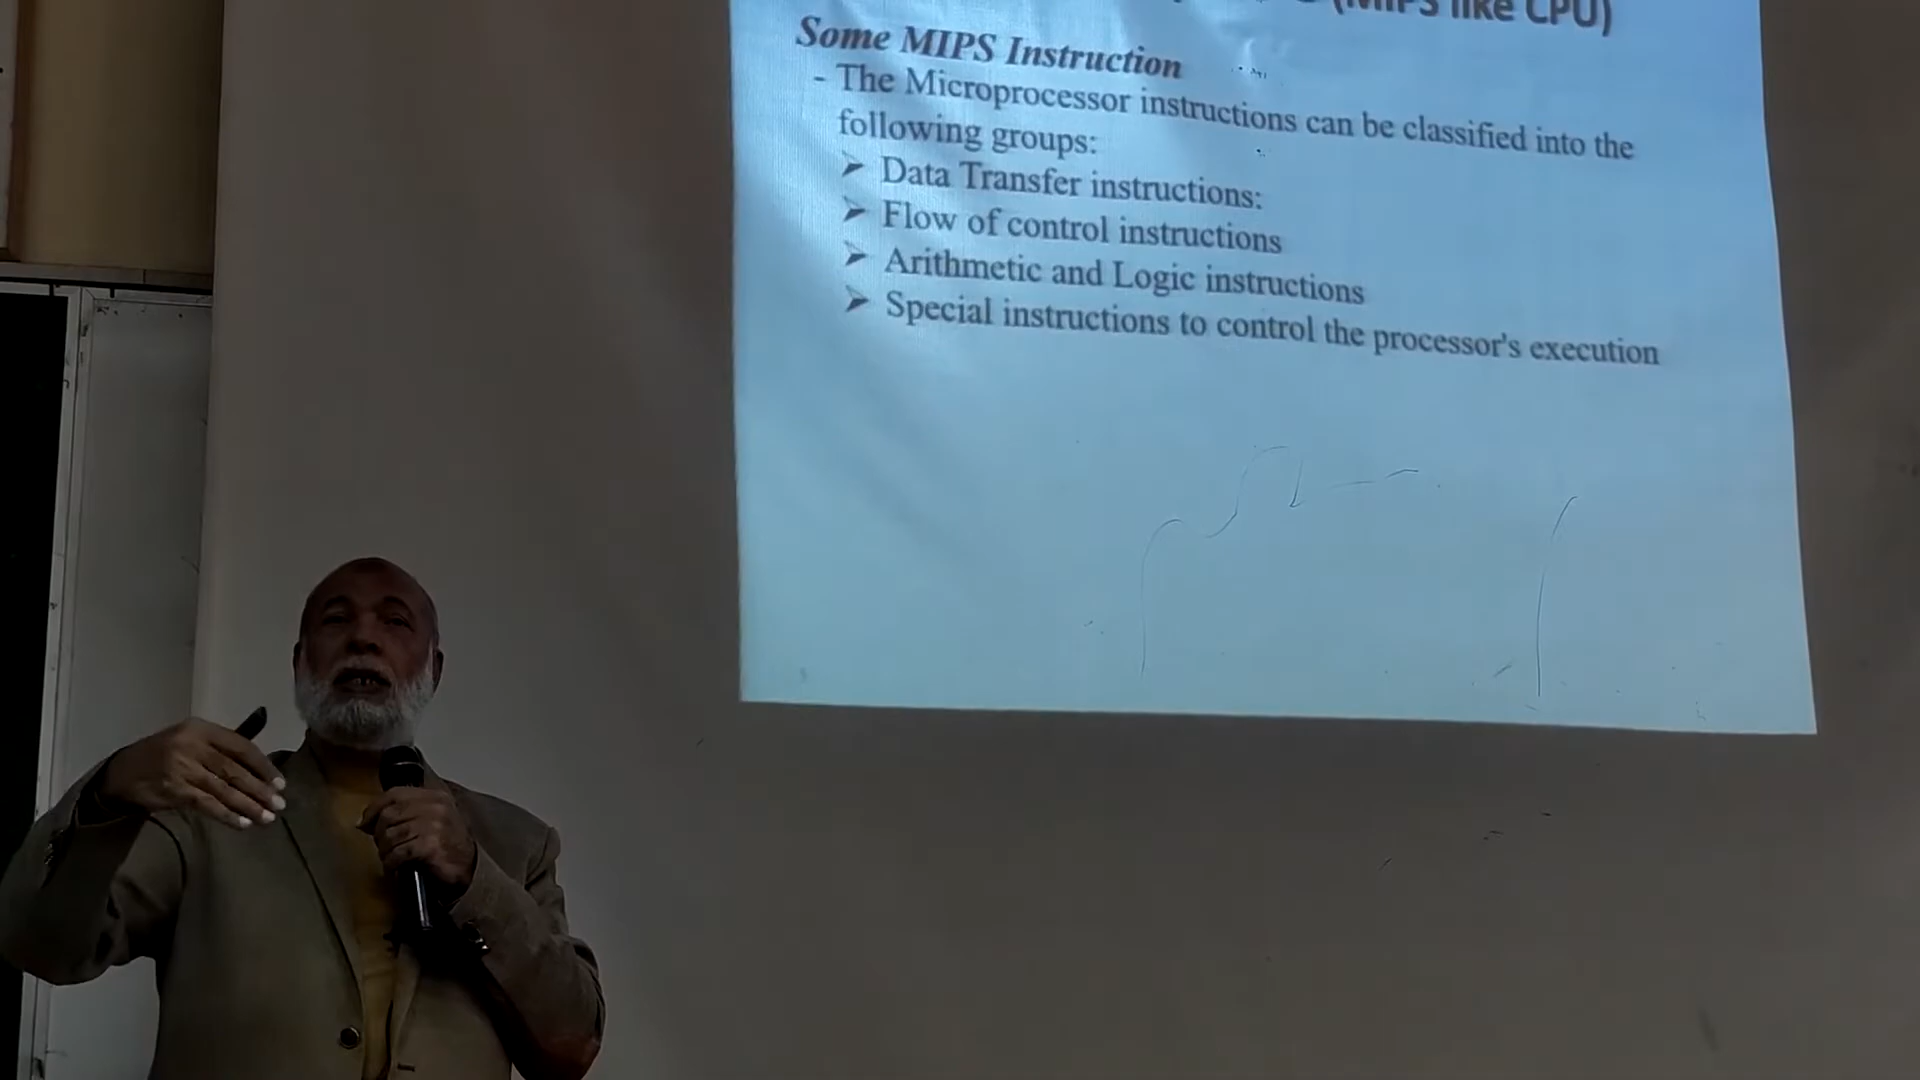 (MIPS like CPU)
Some MIPS Instruction
- The Microprocessor instructions can be classified into the
following groups:
➤ Data Transfer instructions:
➤ Flow of control instructions
➤ Arithmetic and Logic instructions
➤ Special instructions to control the processor's execution